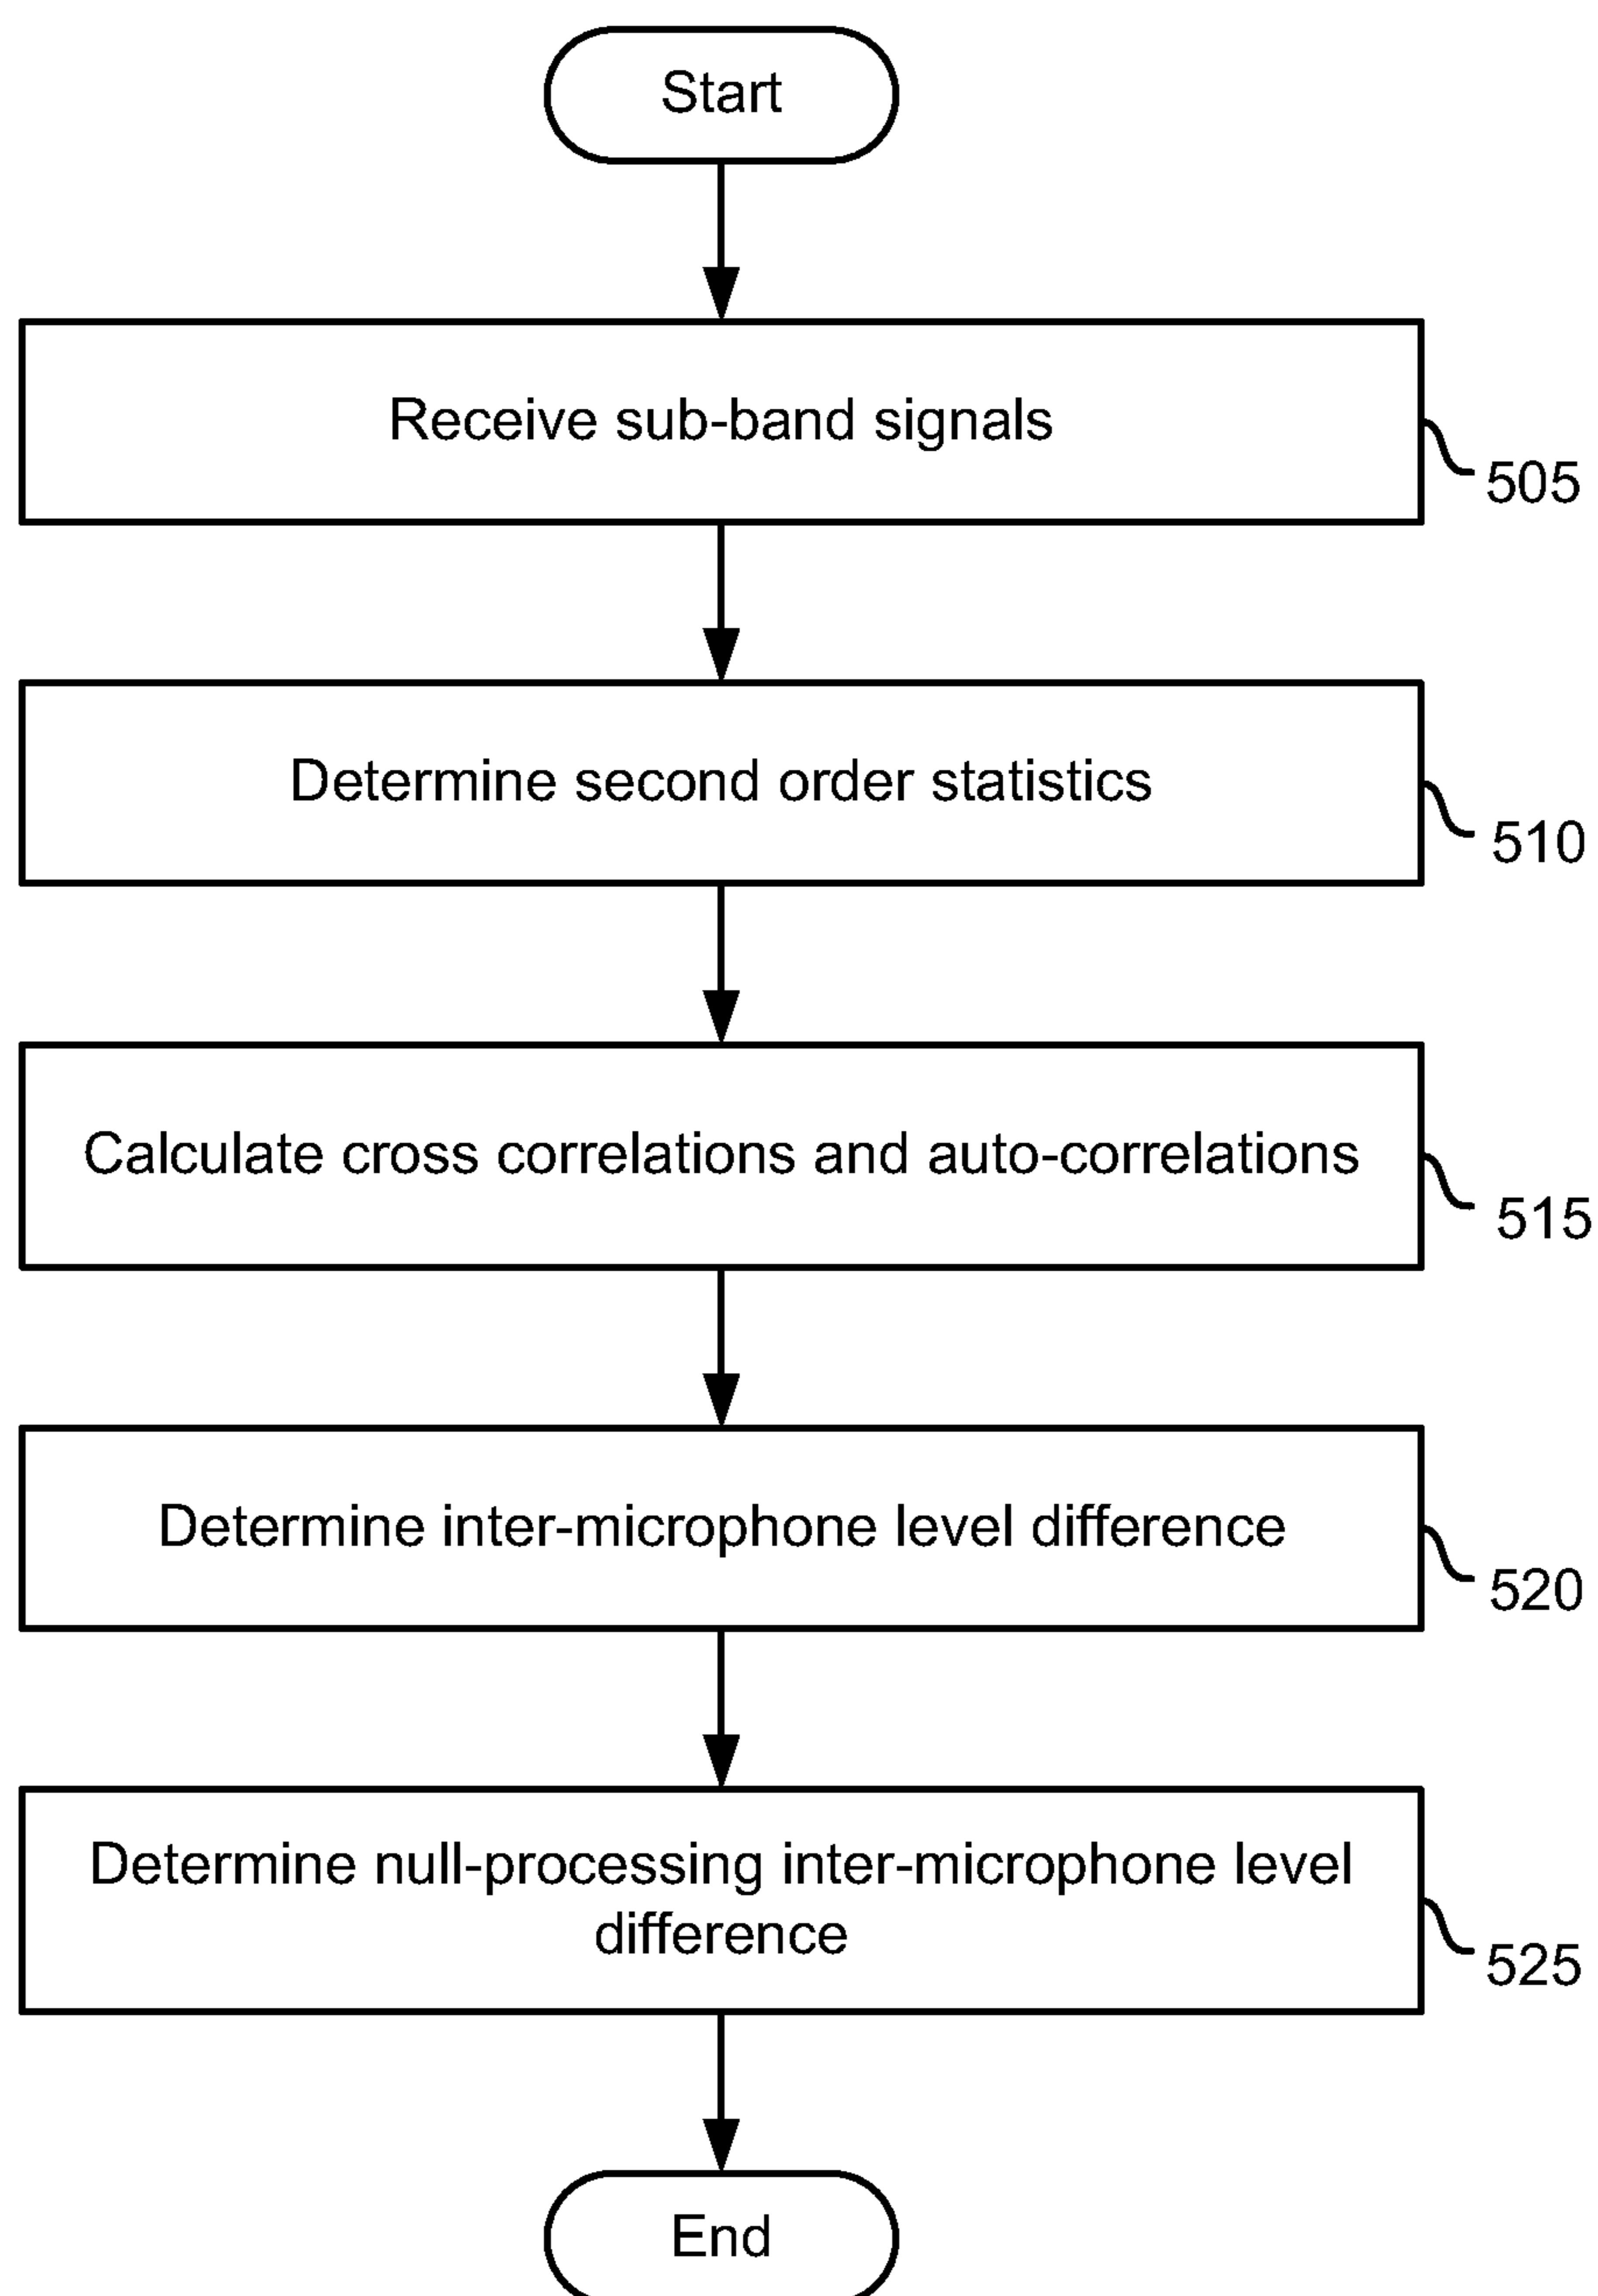 Start
Receive sub-band signals
505
Determine second order statistics
510
Calculate cross correlations and auto-correlations
515
Determine inter-microphone level difference
520
Determine null-processing inter-microphone level
difference
525
End